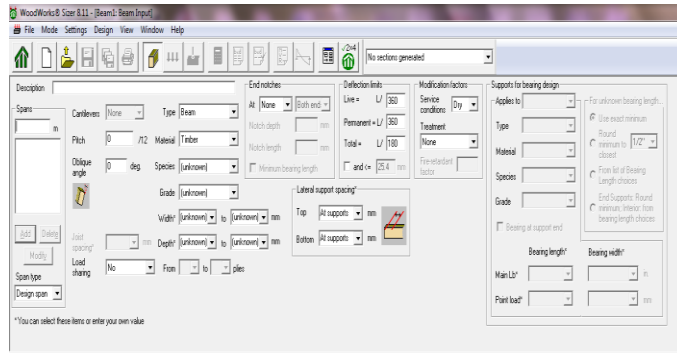 WoodWorks® Sizer 8.11 - [Beam1: Beam Input]
File Mode Settings Design View Window Help
√2×4
No sections generated
Description
Spans
m
Add Delete
Modify
Span type
Design span
Cantilevers None
Pitch 0 /12
Oblique angle 0 deg.
Joist spacing* mm
Load sharing No From to plies
Type Beam
Material Timber
Species (unknown)
Grade (unknown)
Width* (unknown) to (unknown) mm
Depth* (unknown) to (unknown) mm
End notches
At None Both ends
Notch depth mm
Notch length mm
Minimum bearing length
Lateral support spacing*
Top At supports mm
Bottom At supports mm
Deflection limits
Live = L/ 360
Permanent = L/ 360
Total = L/ 180
and <= 25.4 mm
Modification factors
Service conditions Dry
Treatment
None
Fire-retardent factor
Supports for bearing design
Applies to
Type
Material
Species
Grade
Bearing at support end
For unknown bearing length...
Use exact minimum
Round minimum to closest 1/2"
From list of Bearing Length choices
End Supports: Round minimum, Interior: from bearing length choices
Bearing length* Bearing width*
Main Lb* in
Point load* mm
*You can select these items or enter your own value